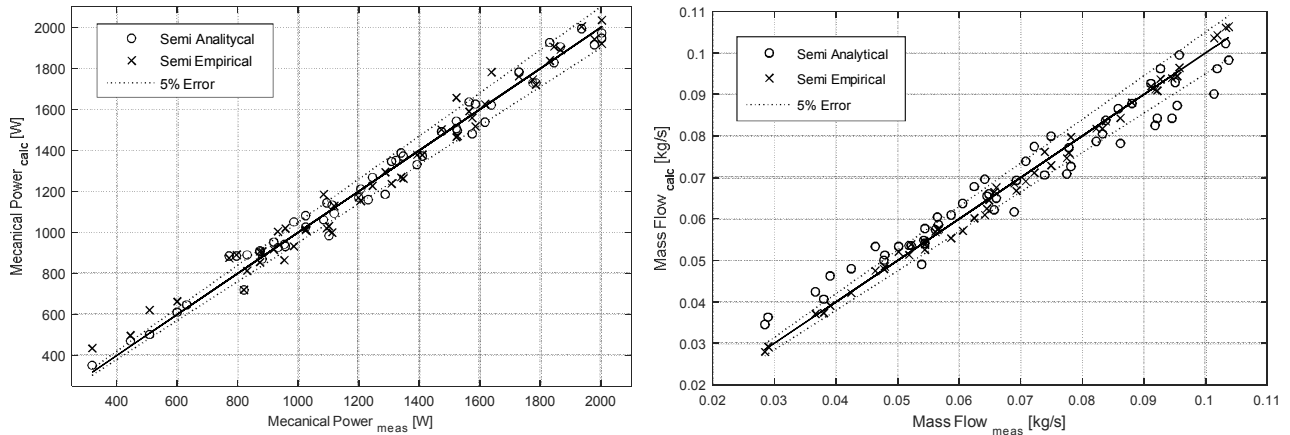 2000
1800
1600
1400
1200
1000
800
600
400
Mecanical Power calc [W]
Semi Analitycal
Semi Empirical
5% Error
400 600 800 1000 1200 1400 1600 1800 2000
Mecanical Power meas [W]
0.11
0.1
0.09
0.08
0.07
0.06
0.05
0.04
0.03
0.02
Mass Flow calc [kg/s]
Semi Analytical
Semi Empirical
5% Error
0.02 0.03 0.04 0.05 0.06 0.07 0.08 0.09 0.1 0.11
Mass Flow meas [kg/s]